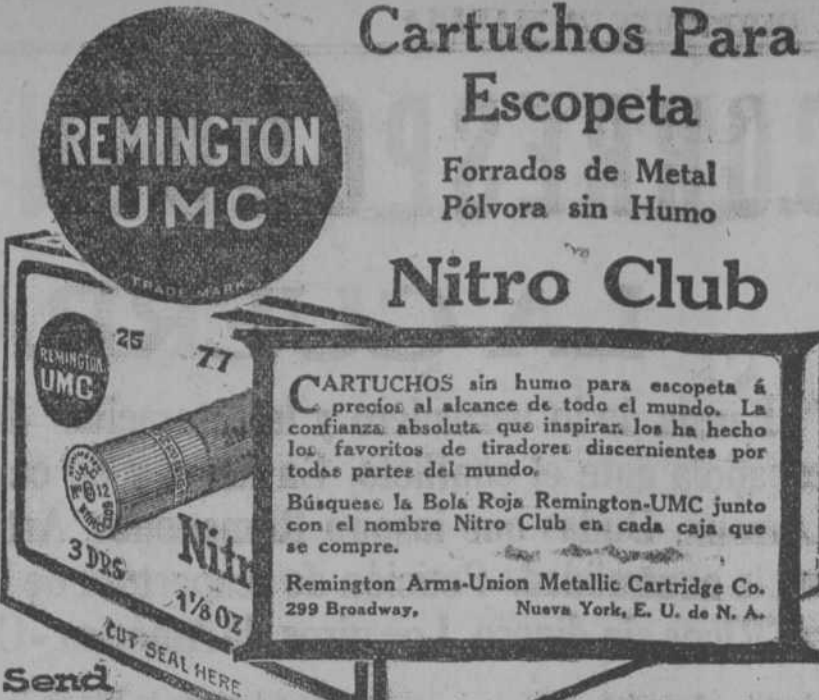 Cartuchos Para
Escopeta
Forrados de Metal
Pólvora sin Humo
Nitro Club
REMINGTON
UMC
TRADE MARK
REMINGTON
UMC
25
77
12
3 DRS
Nitr
1⅛ OZ
CUT SEAL HERE
Send
CARTUCHOS sin humo para escopeta á
precios al alcance de todo el mundo. La
confianza absoluta que inspiran los ha hecho
los favoritos de tiradores discernientes por
todas partes del mundo.
Búsquese la Bola Roja Remington-UMC junto
con el nombre Nitro Club en cada caja que
se compre.
Remington Arms-Union Metallic Cartridge Co.
299 Broadway, Nueva York, E. U. de N. A.